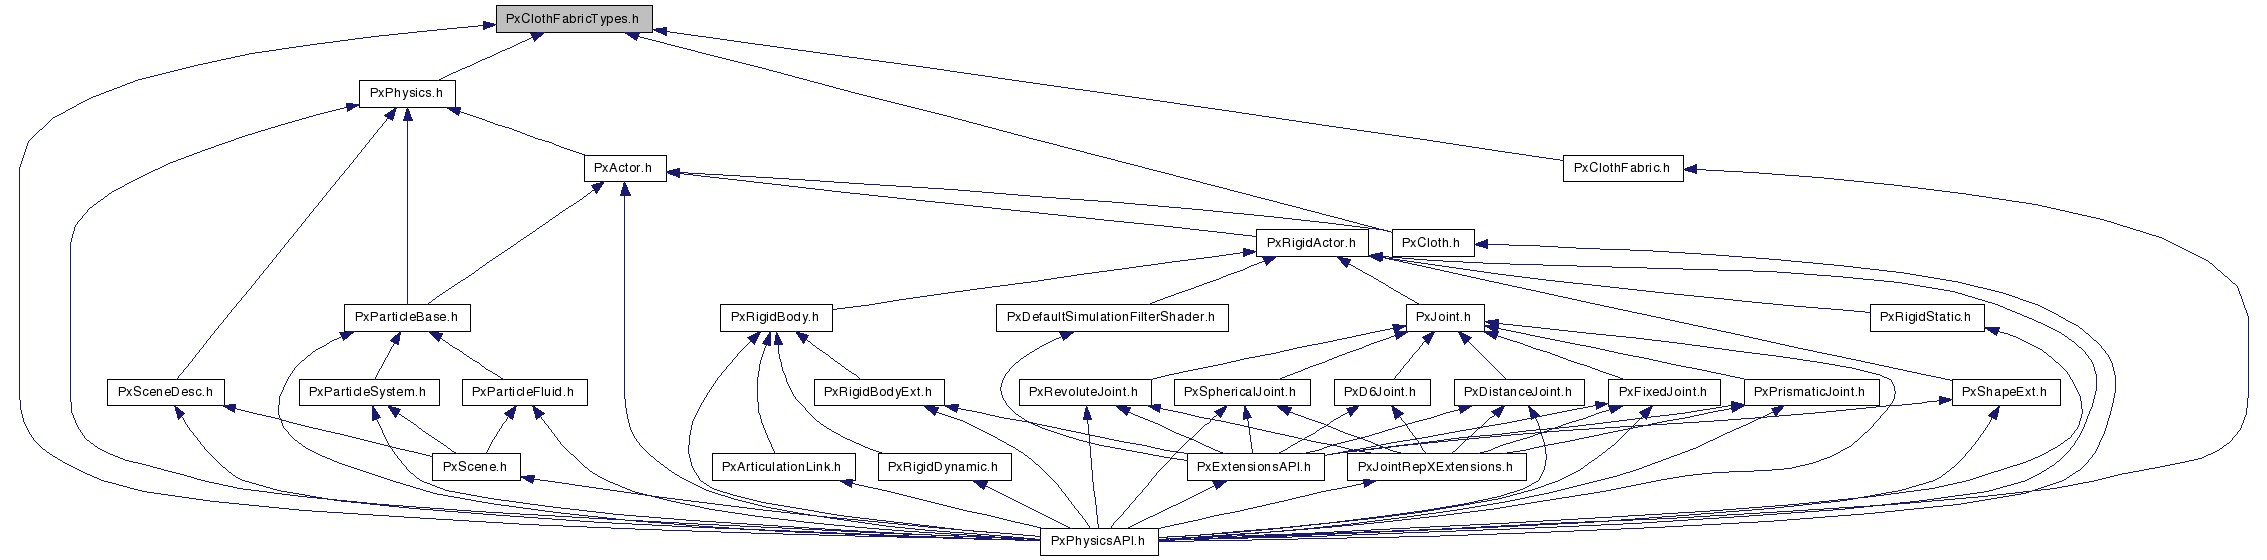 PxClothFabricTypes.h
PxPhysics.h
PxActor.h
PxClothFabric.h
PxRigidActor.h
PxCloth.h
PxParticleBase.h
PxRigidBody.h
PxDefaultSimulationFilterShader.h
PxJoint.h
PxRigidStatic.h
PxSceneDesc.h
PxParticleSystem.h
PxParticleFluid.h
PxRigidBodyExt.h
PxRevoluteJoint.h
PxSphericalJoint.h
PxD6Joint.h
PxDistanceJoint.h
PxFixedJoint.h
PxPrismaticJoint.h
PxShapeExt.h
PxScene.h
PxArticulationLink.h
PxRigidDynamic.h
PxExtensionsAPI.h
PxJointRepXExtensions.h
PxPhysicsAPI.h